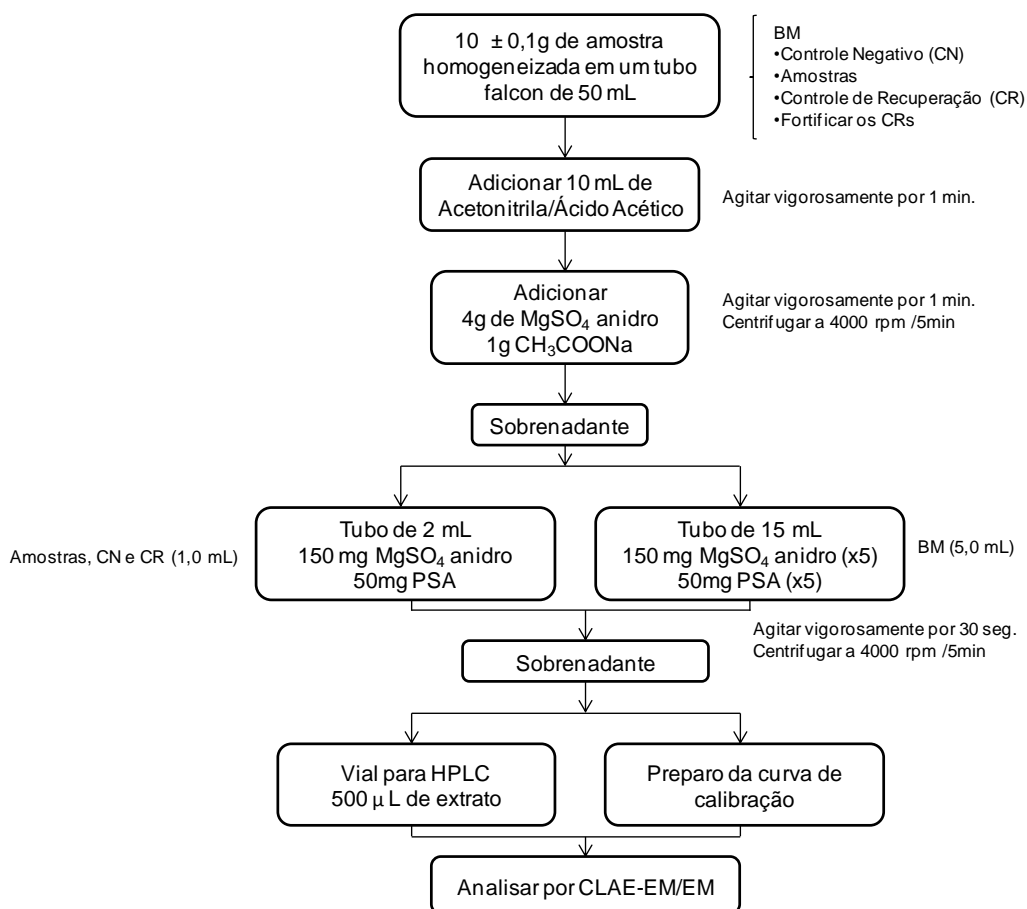 10 ± 0,1g de amostra
homogeneizada em um tubo
falcon de 50 mL
BM
•Controle Negativo (CN)
•Amostras
•Controle de Recuperação (CR)
•Fortificar os CRs
Adicionar 10 mL de
Acetonitrila/Ácido Acético
Agitar vigorosamente por 1 min.
Adicionar
4g de MgSO₄ anidro
1g CH₃COONa
Agitar vigorosamente por 1 min.
Centrifugar a 4000 rpm /5min
Sobrenadante
Amostras, CN e CR (1,0 mL)
Tubo de 2 mL
150 mg MgSO₄ anidro
50mg PSA
Tubo de 15 mL
150 mg MgSO₄ anidro (x5)
50mg PSA (x5)
BM (5,0 mL)
Agitar vigorosamente por 30 seg.
Centrifugar a 4000 rpm /5min
Sobrenadante
Vial para HPLC
500 μL de extrato
Preparo da curva de
calibração
Analisar por CLAE-EM/EM